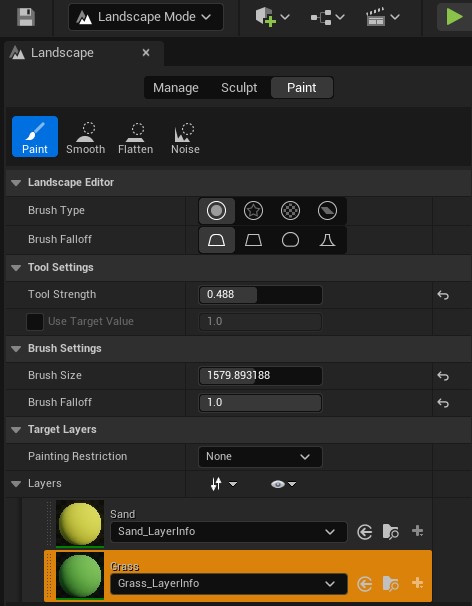 Landscape Mode
Landscape
Manage Sculpt Paint
Paint Smooth Flatten Noise
Landscape Editor
Brush Type
Brush Falloff
Tool Settings
Tool Strength 0.488
Use Target Value 1.0
Brush Settings
Brush Size 1579.893188
Brush Falloff 1.0
Target Layers
Painting Restriction None
Layers
Sand
Sand_LayerInfo
Grass
Grass_LayerInfo